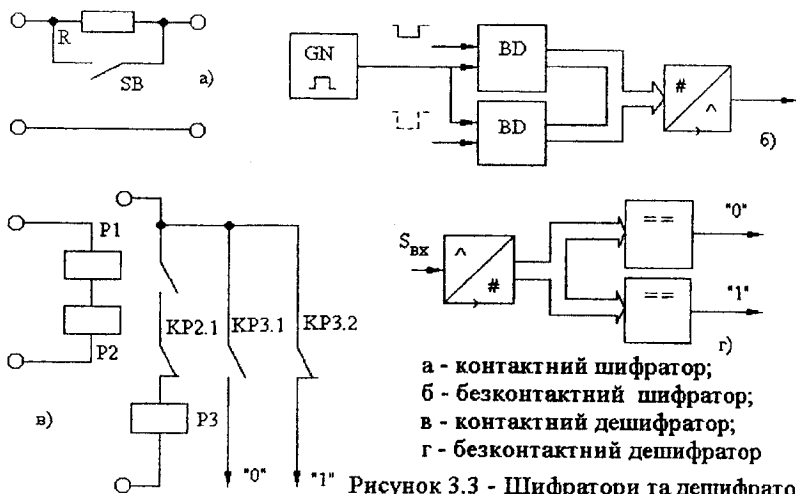 R
SB
а)
GN
BD
BD
#
^
б)
P1
P2
KP2.1
KP3.1
KP3.2
P3
в)
"0"
"1"
Sвх
^
#
==
==
"0"
"1"
г)
а - контактний шифратор;
б - безконтактний шифратор;
в - контактний дешифратор;
г - безконтактний дешифратор
Рисунок 3.3 - Шифратори та дешифрато